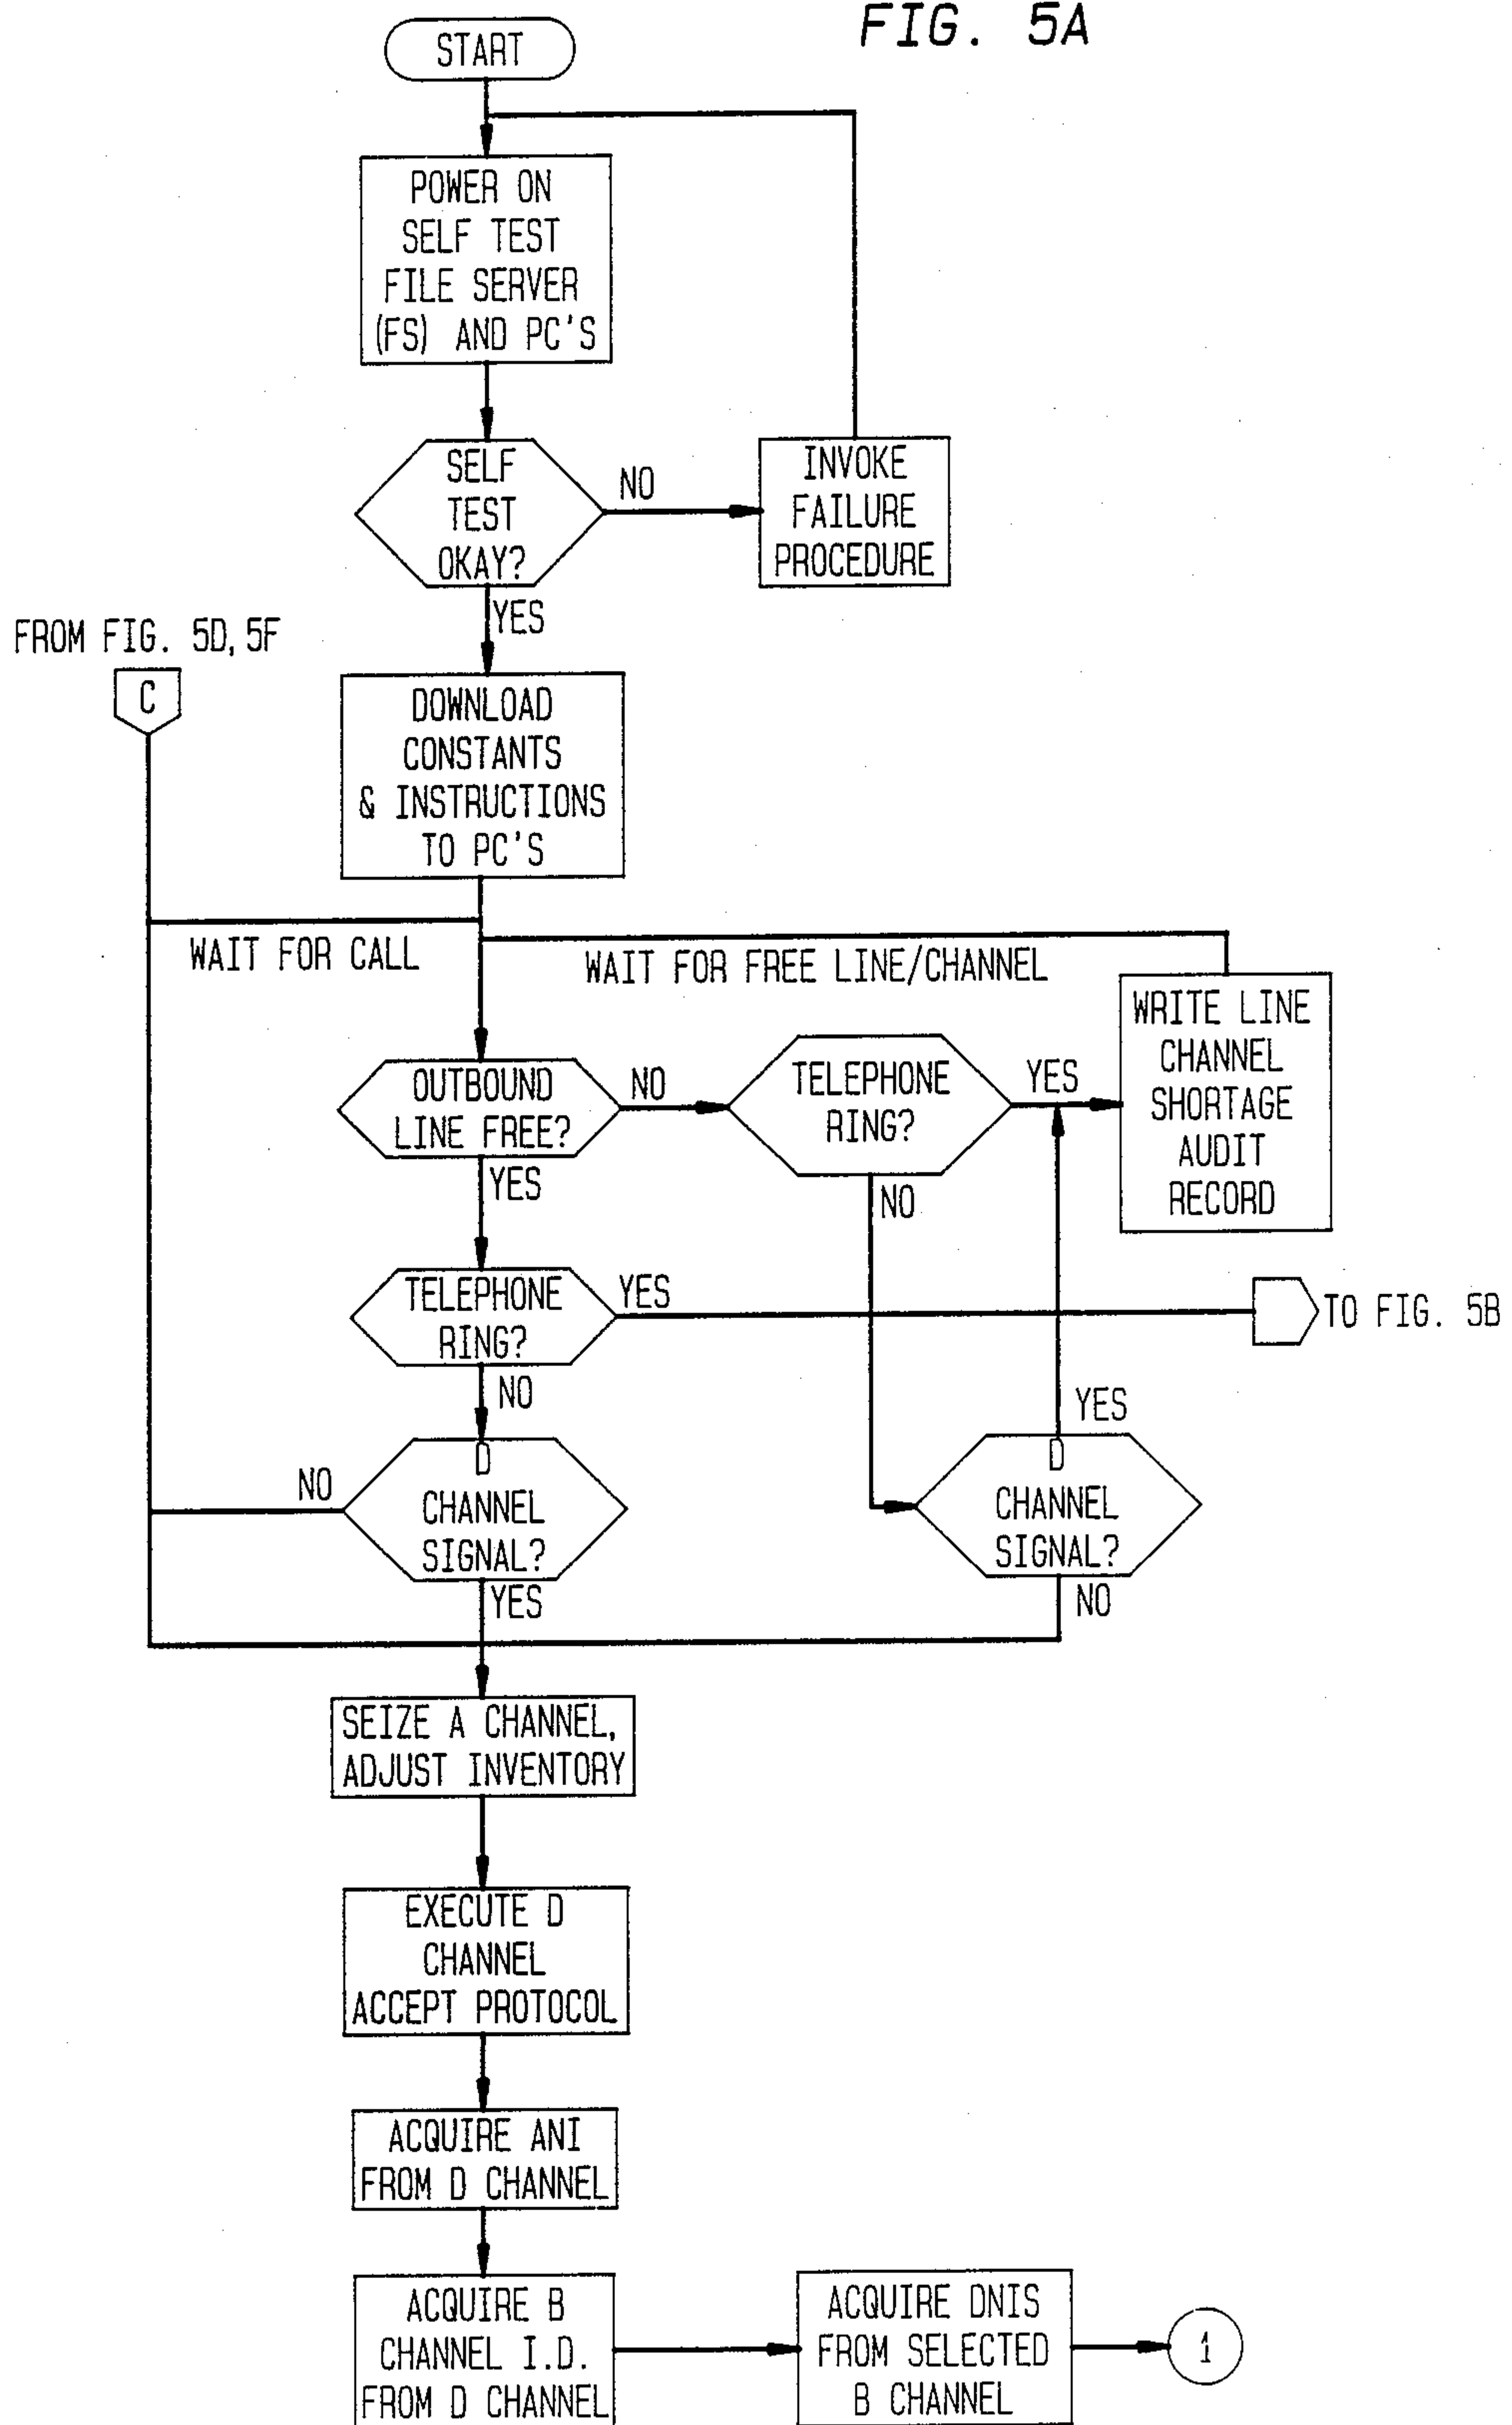 FIG. 5A
START
POWER ON
SELF TEST
FILE SERVER
(FS) AND PC'S
SELF
TEST
OKAY?
NO
INVOKE
FAILURE
PROCEDURE
YES
FROM FIG. 5D, 5F
C
DOWNLOAD
CONSTANTS
& INSTRUCTIONS
TO PC'S
WAIT FOR CALL
WAIT FOR FREE LINE/CHANNEL
WRITE LINE
CHANNEL
SHORTAGE
AUDIT
RECORD
OUTBOUND
LINE FREE?
NO
TELEPHONE
RING?
YES
YES
NO
TELEPHONE
RING?
YES
TO FIG. 5B
NO
D
CHANNEL
SIGNAL?
NO
YES
YES
D
CHANNEL
SIGNAL?
NO
SEIZE A CHANNEL,
ADJUST INVENTORY
EXECUTE D
CHANNEL
ACCEPT PROTOCOL
ACQUIRE ANI
FROM D CHANNEL
ACQUIRE B
CHANNEL I.D.
FROM D CHANNEL
ACQUIRE DNIS
FROM SELECTED
B CHANNEL
1